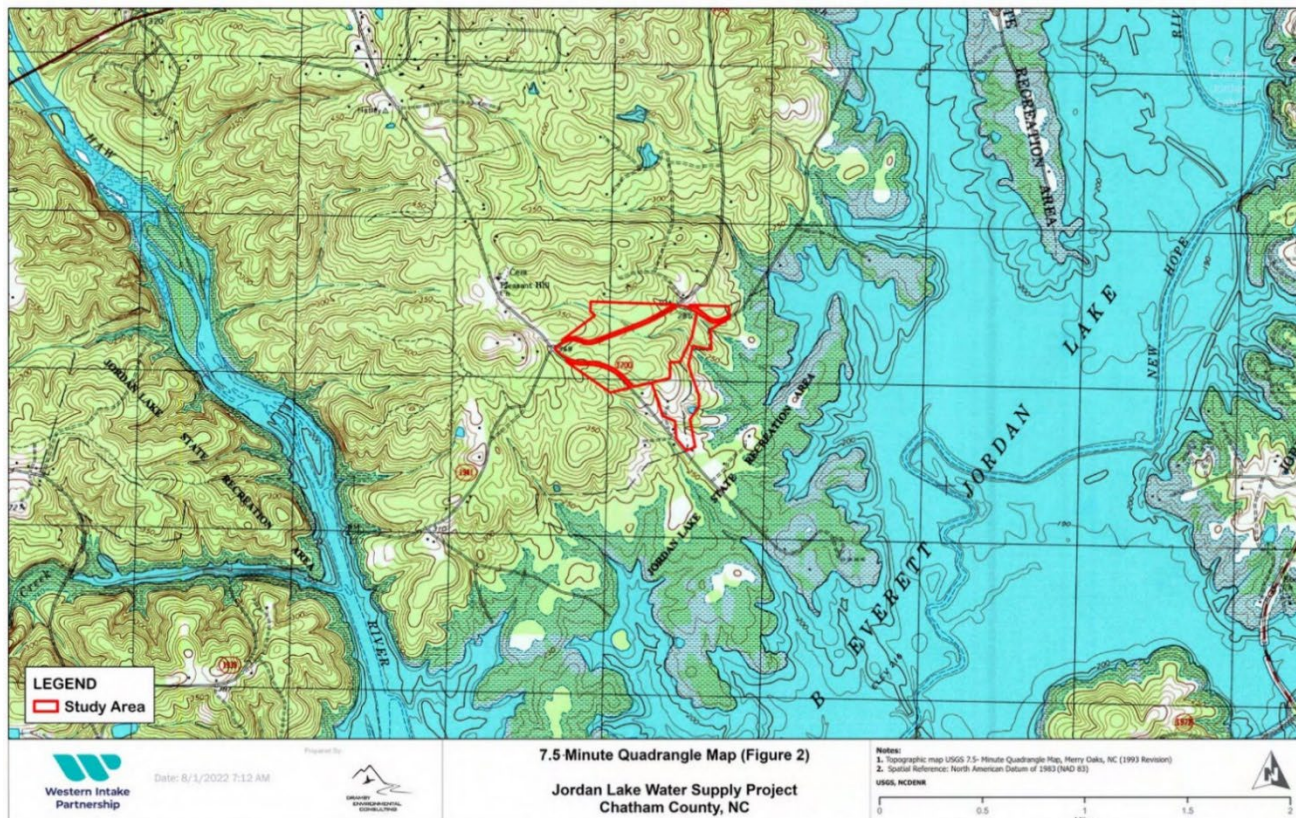 HAW
Cem
Pleasant Hill
RECREATION AREA
LAKE
HOPE
NEW
JORDAN LAKE
STATE
RECREATION
AREA
1700
JORDAN
JORDAN LAKE STATE RECREATION AREA
EVERETT
B
Creek
RIVER
LEGEND
Study Area
Western Intake
Partnership
Prepared By:
Date: 8/1/2022 7:12 AM
ENVIRONMENTAL
CONSULTING
7.5-Minute Quadrangle Map (Figure 2)
Jordan Lake Water Supply Project
Chatham County, NC
Notes:
1. Topographic map USGS 7.5- Minute Quadrangle Map, Merry Oaks, NC (1993 Revision)
2. Spatial Reference: North American Datum of 1983 (NAD 83)
USGS, NCDENR
N
0 0.5 1 1.5 2